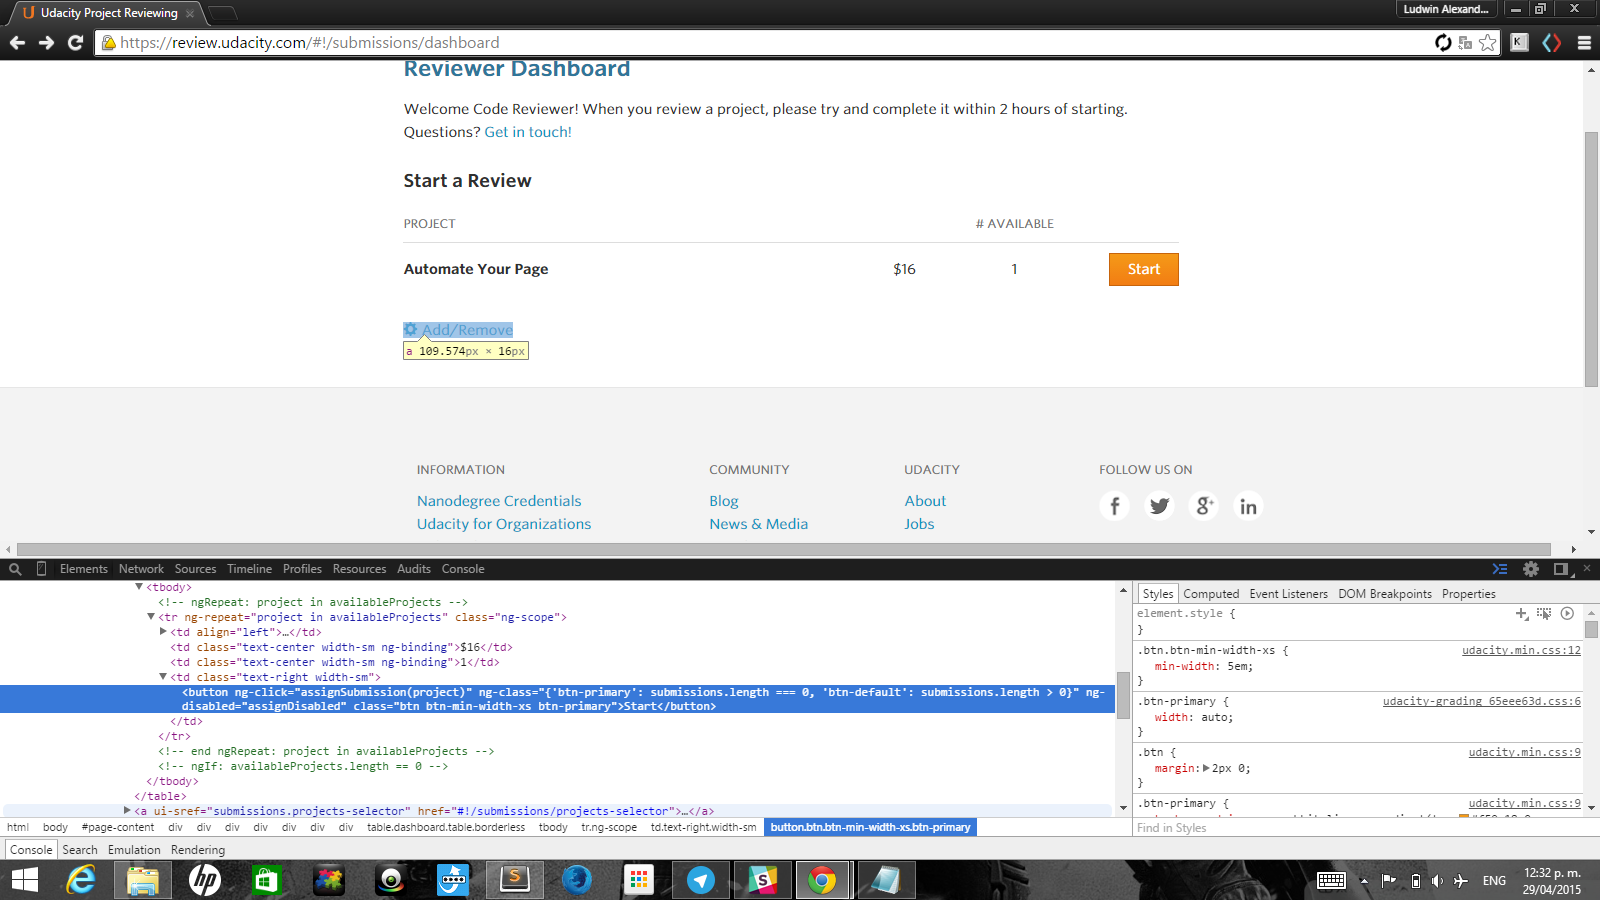 Udacity Project Reviewing
Ludwin Alexand...
https://review.udacity.com/#!/submissions/dashboard
Reviewer Dashboard
Welcome Code Reviewer! When you review a project, please try and complete it within 2 hours of starting.
Questions? Get in touch!
Start a Review
PROJECT # AVAILABLE
Automate Your Page $16 1 Start
Add/Remove
a 109.574px × 16px
INFORMATION COMMUNITY UDACITY FOLLOW US ON
Nanodegree Credentials Blog About
Udacity for Organizations News & Media Jobs
Elements Network Sources Timeline Profiles Resources Audits Console
<tbody>
<!-- ngRepeat: project in availableProjects -->
<tr ng-repeat="project in availableProjects" class="ng-scope">
<td align="left">…</td>
<td class="text-center width-sm ng-binding">$16</td>
<td class="text-center width-sm ng-binding">1</td>
<td class="text-right width-sm">
<button ng-click="assignSubmission(project)" ng-class="{'btn-primary': submissions.length === 0, 'btn-default': submissions.length > 0}" ng-
disabled="assignDisabled" class="btn btn-min-width-xs btn-primary">Start</button>
</td>
</tr>
<!-- end ngRepeat: project in availableProjects -->
<!-- ngIf: availableProjects.length == 0 -->
</tbody>
</table>
<a ui-sref="submissions.projects-selector" href="#!/submissions/projects-selector">…</a>
html body #page-content div div div div div div table.dashboard.table.borderless tbody tr.ng-scope td.text-right.width-sm button.btn.btn-min-width-xs.btn-primary
Styles Computed Event Listeners DOM Breakpoints Properties
element.style {
}
.btn.btn-min-width-xs { udacity.min.css:12
min-width: 5em;
}
.btn-primary { udacity-grading_65eee63d.css:6
width: auto;
}
.btn { udacity.min.css:9
margin: 2px 0;
}
.btn-primary { udacity.min.css:9
Find in Styles
Console Search Emulation Rendering
ENG
12:32 p. m.
29/04/2015